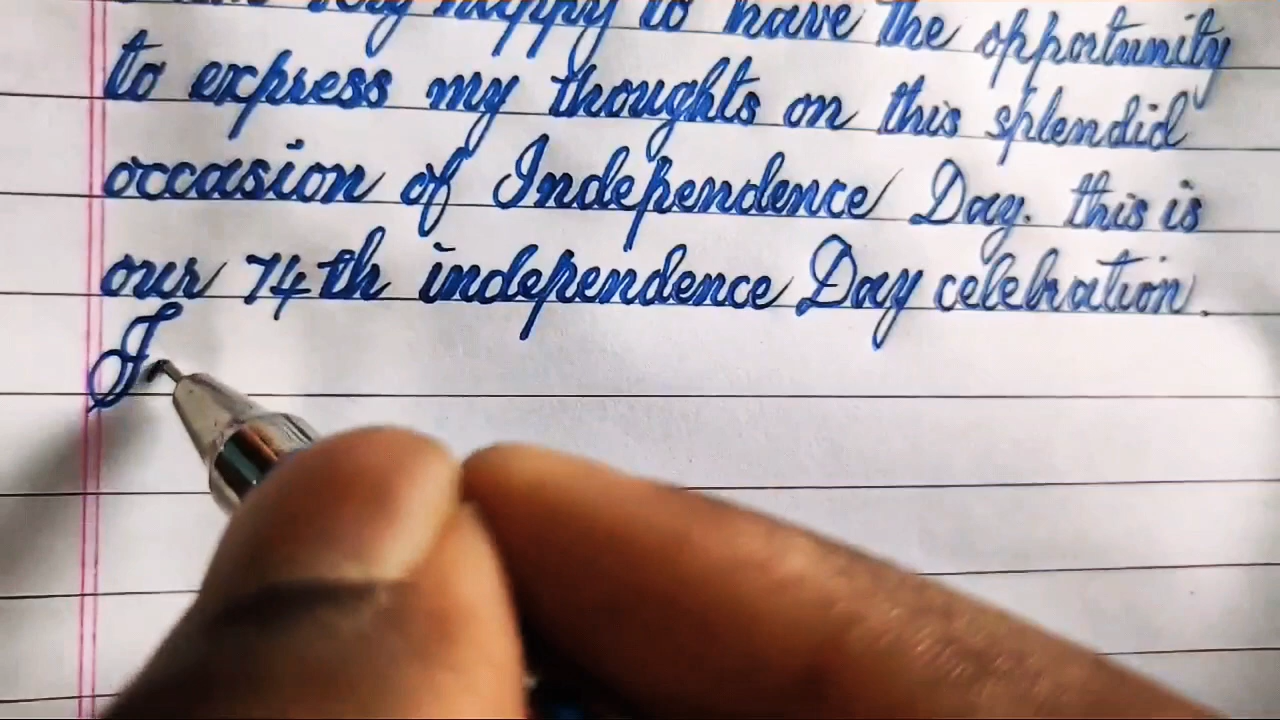 very happy to have the opportunity
to express my thoughts on this splendid
occasion of Independence Day. this is
our 74th independence Day celebration.